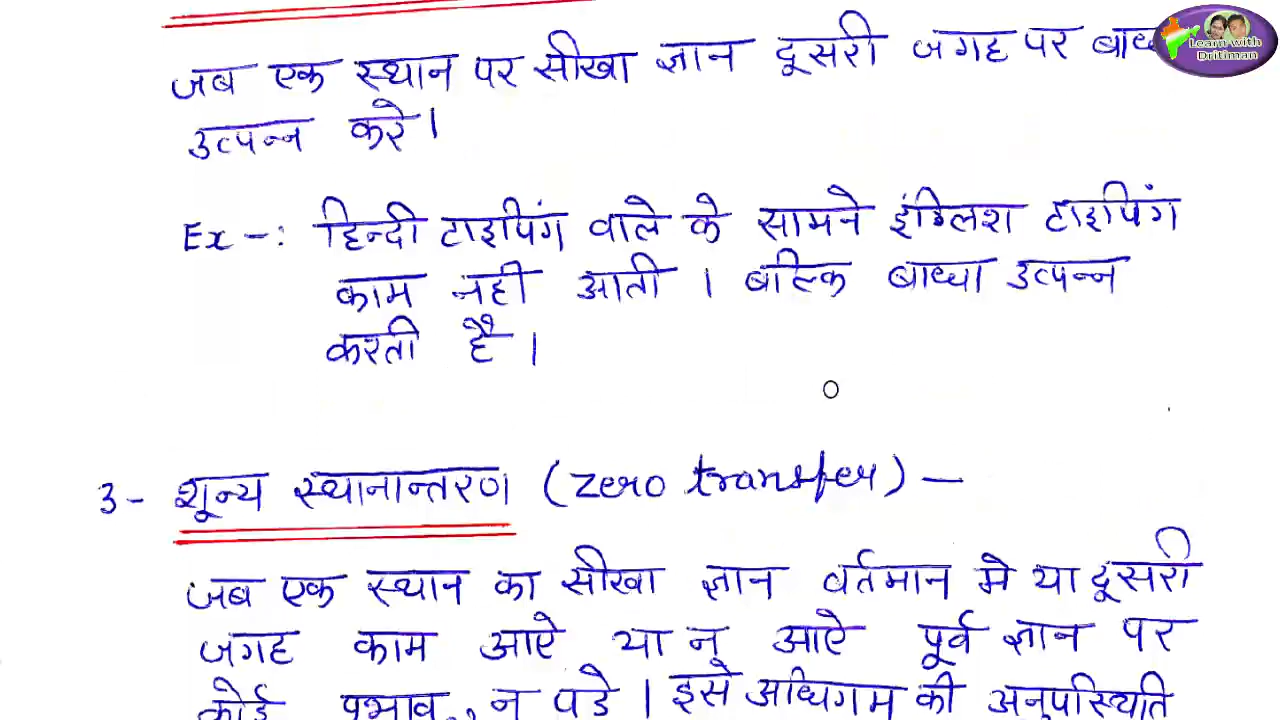 जब एक स्थान पर सीखा ज्ञान दूसरी जगह पर
उत्पन्न करे।
Learn with
Dritiman
Ex -: हिन्दी टाइपिंग वाले के सामने इंग्लिश टाइपिंग
काम नही आती । बल्कि बाधा उत्पन्न
करती है ।
3 - शून्य स्थानान्तरण (zero transfer) —
जब एक स्थान का सीखा ज्ञान वर्तमान मे या दूसरी
जगह काम आऐ या न आऐ पूर्व ज्ञान पर
कोई प्रभाव न पडे । इसे अधिगम की अनुपस्थिति